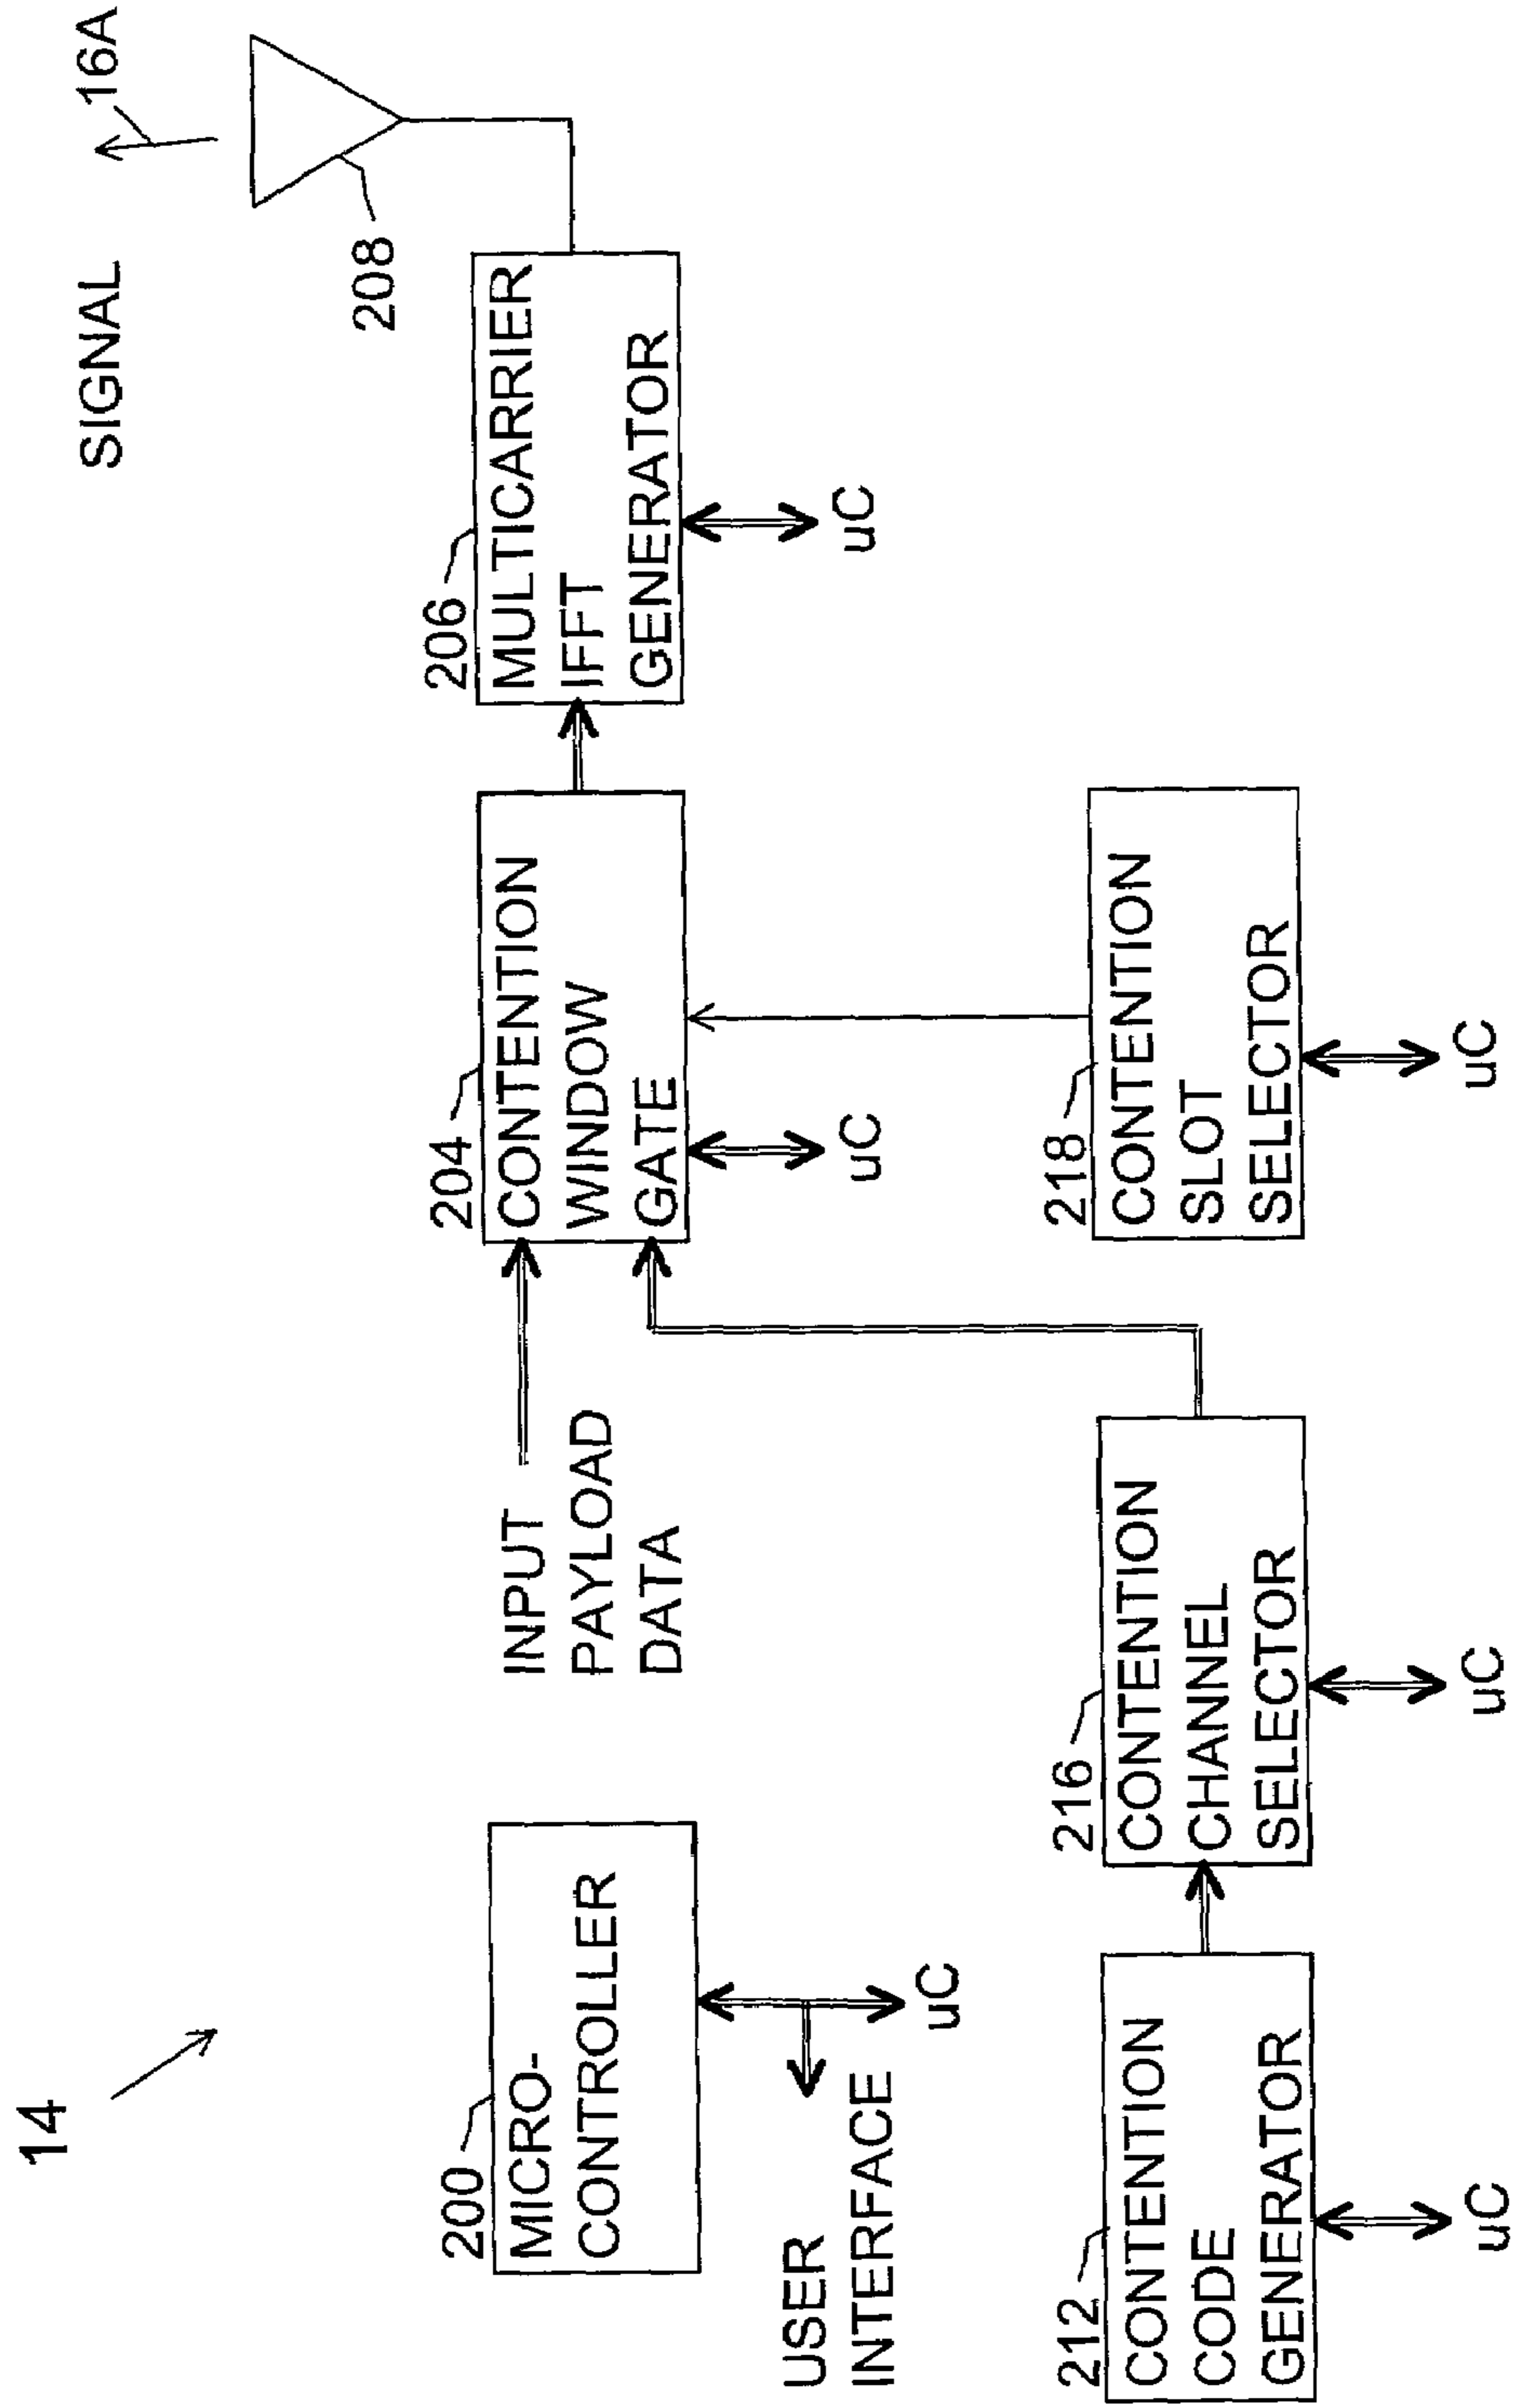 14
SIGNAL
16A
208
200
MICRO-
CONTROLLER
USER
INTERFACE
uC
INPUT
PAYLOAD
DATA
204
CONTENTION
WINDOW
GATE
uC
206
MULTICARRIER
IFFT
GENERATOR
uC
212
CONTENTION
CODE
GENERATOR
uC
216
CONTENTION
CHANNEL
SELECTOR
uC
218
CONTENTION
SLOT
SELECTOR
uC